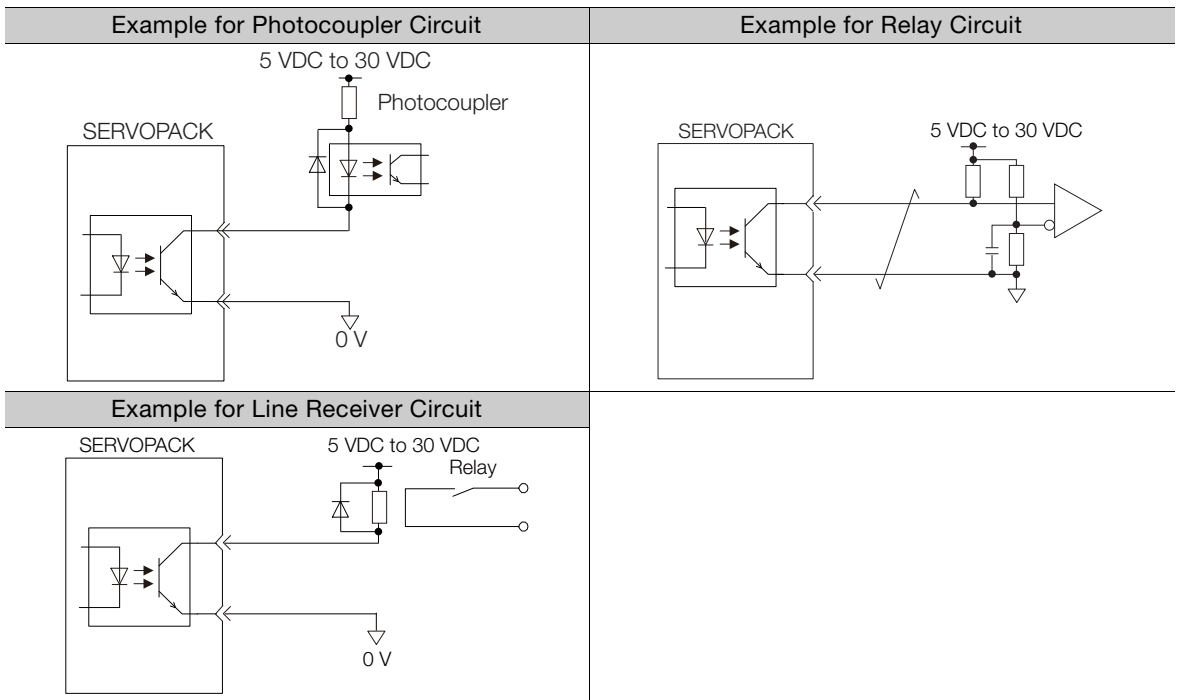 Example for Photocoupler Circuit
Example for Relay Circuit
5 VDC to 30 VDC
Photocoupler
SERVOPACK
0 V
SERVOPACK
5 VDC to 30 VDC
Example for Line Receiver Circuit
SERVOPACK
5 VDC to 30 VDC
Relay
0 V